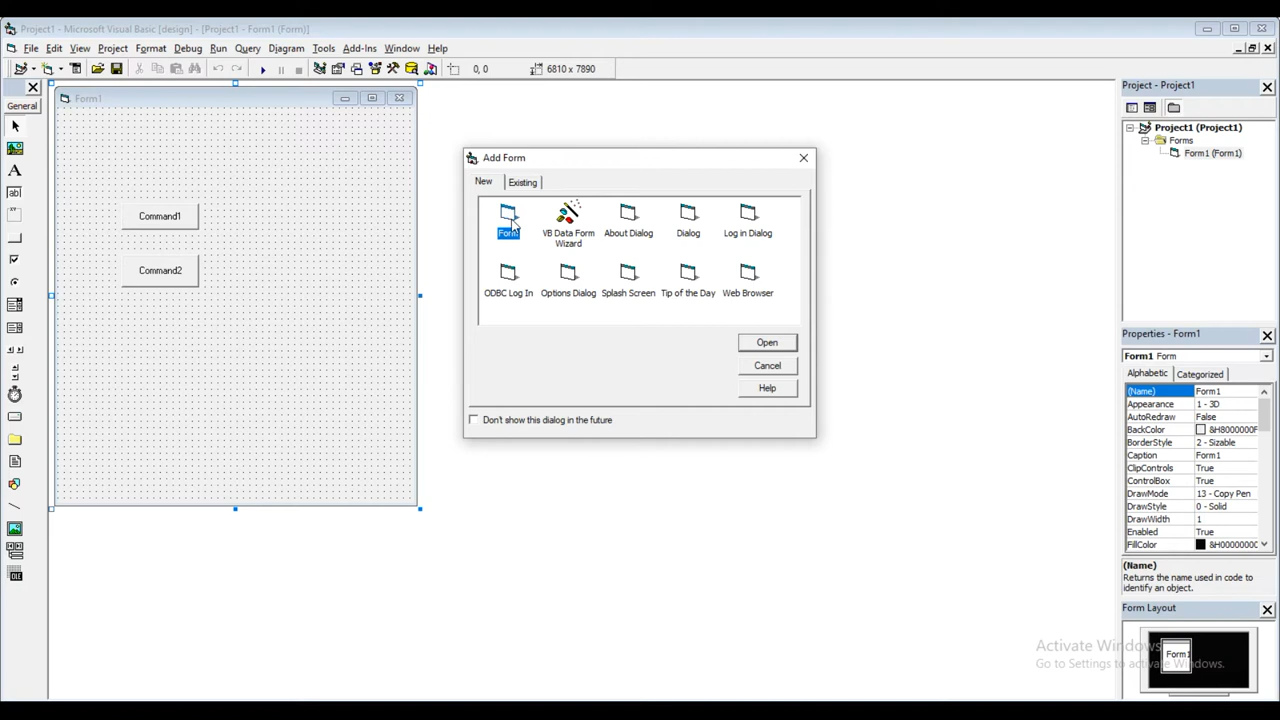 Project1 - Microsoft Visual Basic [design] - [Project1 - Form1 (Form)]
File Edit View Project Format Debug Run Query Diagram Tools Add-Ins Window Help
0, 0 6810 x 7890
General
Form1
Command1
Command2
Add Form
New Existing
Form VB Data Form Wizard About Dialog Dialog Log in Dialog
ODBC Log In Options Dialog Splash Screen Tip of the Day Web Browser
Open
Cancel
Help
Don't show this dialog in the future
Project - Project1
Project1 (Project1)
Forms
Form1 (Form1)
Properties - Form1
Form1 Form
Alphabetic Categorized
(Name) Form1
Appearance 1 - 3D
AutoRedraw False
BackColor &H8000000F
BorderStyle 2 - Sizable
Caption Form1
ClipControls True
ControlBox True
DrawMode 13 - Copy Pen
DrawStyle 0 - Solid
DrawWidth 1
Enabled True
FillColor &H0000000C
(Name)
Returns the name used in code to
identify an object.
Form Layout
Form1
Activate Windows
Go to Settings to activate Windows.